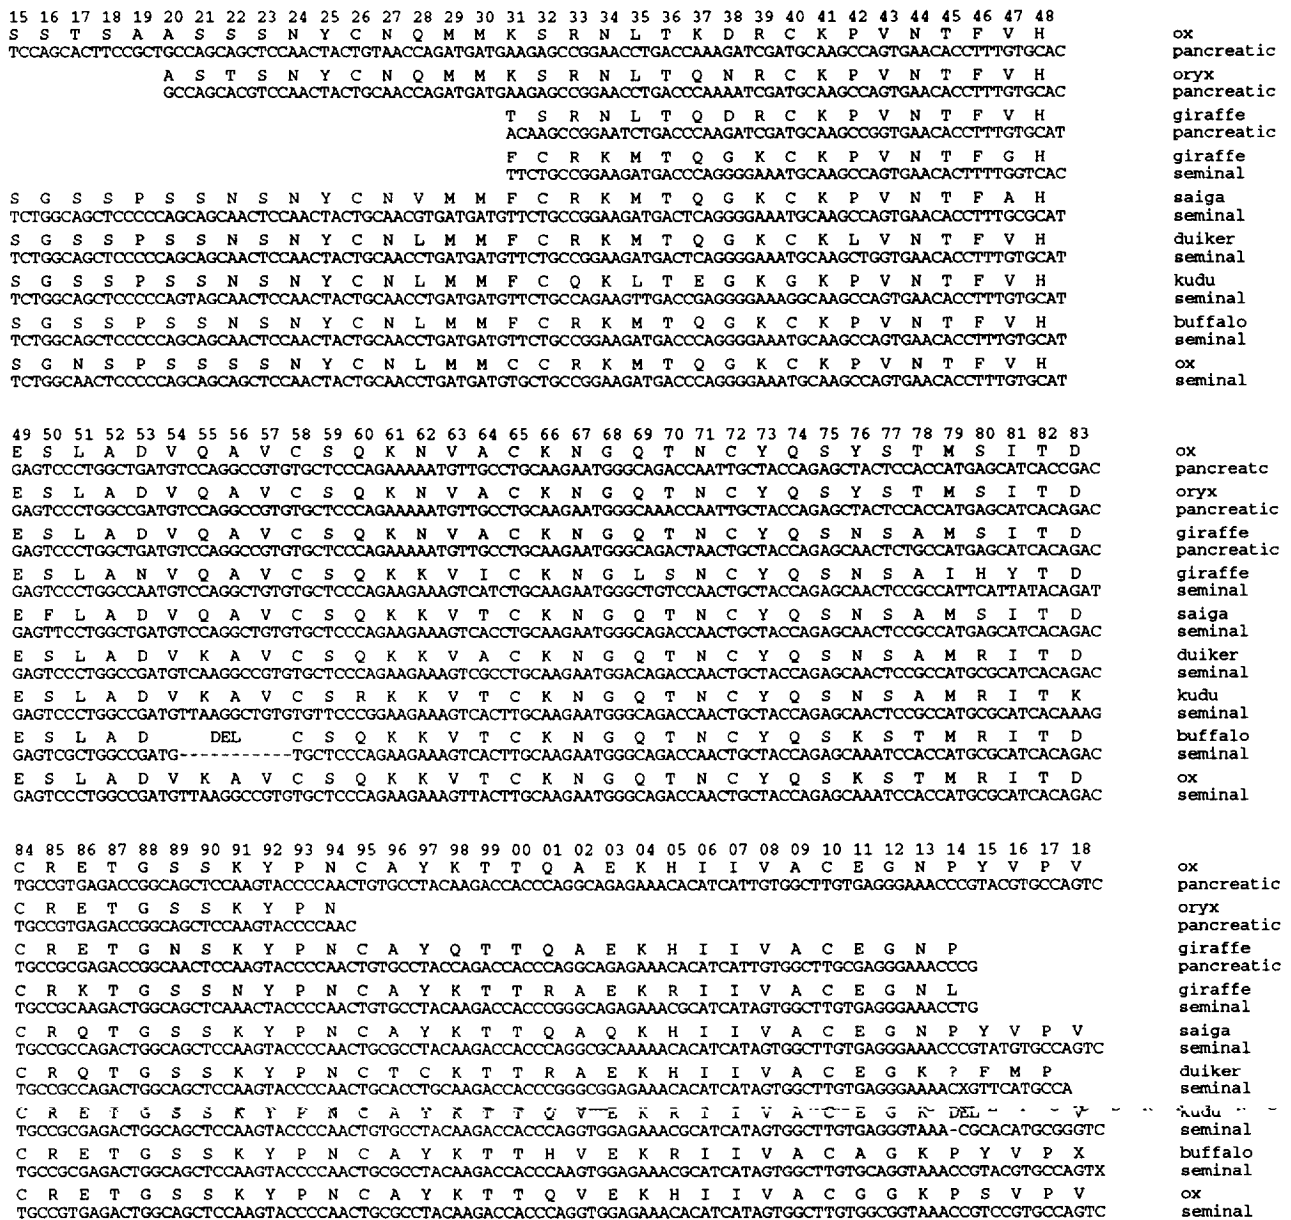 15 16 17 18 19 20 21 22 23 24 25 26 27 28 29 30 31 32 33 34 35 36 37 38 39 40 41 42 43 44 45 46 47 48
S S T S A A S S S N Y C N Q M M K S R N L T K D R C K P V N T F V H ox
TCCAGCACTTCCGCTGCCAGCAGCTCCAACTACTGTAACCAGATGATGAAGAGCCGGAACCTGACCAAAGATCGATGCAAGCCAGTGAACACCTTTGTGCAC pancreatic
A S T S N Y C N Q M M K S R N L T Q N R C K P V N T F V H oryx
GCCAGCACGTCCAACTACTGCAACCAGATGATGAAGAGCCGGAACCTGACCCAAAATCGATGCAAGCCAGTGAACACCTTTGTGCAC pancreatic
T S R N L T Q D R C K P V N T F V H giraffe
ACAAGCCGGAATCTGACCCAAGATCGATGCAAGCCGGTGAACACCTTTGTGCAT pancreatic
F C R K M T Q G K C K P V N T F G H giraffe
TTCTGCCGGAAGATGACCCAGGGGAAATGCAAGCCAGTGAACACTTTTGGTCAC seminal
S G S S P S S N S N Y C N V M M F C R K M T Q G K C K P V N T F A H saiga
TCTGGCAGCTCCCCCAGCAGCAACTCCAACTACTGCAACGTGATGATGTTCTGCCGGAAGATGACTCAGGGGAAATGCAAGCCAGTGAACACCTTTGCGCAT seminal
S G S S P S S N S N Y C N L M M F C R K M T Q G K C K L V N T F V H duiker
TCTGGCAGCTCCCCCAGCAGCAACTCCAACTACTGCAACCTGATGATGTTCTGCCGGAAGATGACTCAGGGGAAATGCAAGCTGGTGAACACCTTTGTGCAT seminal
S G S S P S S N S N Y C N L M M F C Q K L T E G K G K P V N T F V H kudu
TCTGGCAGCTCCCCCAGTAGCAACTCCAACTACTGCAACCTGATGATGTTCTGCCAGAAGTTGACCGAGGGGAAAGGCAAGCCAGTGAACACCTTTGTGCAT seminal
S G S S P S S N S N Y C N L M M F C R K M T Q G K C K P V N T F V H buffalo
TCTGGCAGCTCCCCCAGCAGCAACTCCAACTACTGCAACCTGATGATGTTCTGCCGGAAGATGACCCAGGGGAAATGCAAGCCAGTGAACACCTTTGTGCAT seminal
S G N S P S S S S N Y C N L M M C C R K M T Q G K C K P V N T F V H ox
TCTGGCAACTCCCCCAGCAGCAGCTCCAACTACTGCAACCTGATGATGTGCTGCCGGAAGATGACCCAGGGGAAATGCAAGCCAGTGAACACCTTTGTGCAT seminal
49 50 51 52 53 54 55 56 57 58 59 60 61 62 63 64 65 66 67 68 69 70 71 72 73 74 75 76 77 78 79 80 81 82 83
E S L A D V Q A V C S Q K N V A C K N G Q T N C Y Q S Y S T M S I T D ox
GAGTCCCTGGCTGATGTCCAGGCCGTGTGCTCCCAGAAAAATGTTGCCTGCAAGAATGGGCAGACCAATTGCTACCAGAGCTACTCCACCATGAGCATCACCGAC pancreatc
E S L A D V Q A V C S Q K N V A C K N G Q T N C Y Q S Y S T M S I T D oryx
GAGTCCCTGGCCGATGTCCAGGCCGTGTGCTCCCAGAAAAATGTTGCCTGCAAGAATGGGCAAACCAATTGCTACCAGAGCTACTCCACCATGAGCATCACAGAC pancreatic
E S L A D V Q A V C S Q K N V A C K N G Q T N C Y Q S N S A M S I T D giraffe
GAGTCCCTGGCTGATGTCCAGGCCGTGTGCTCCCAGAAAAATGTTGCCTGCAAGAATGGGCAGACTAACTGCTACCAGAGCAACTCTGCCATGAGCATCACAGAC pancreatic
E S L A N V Q A V C S Q K K V I C K N G L S N C Y Q S N S A I H Y T D giraffe
GAGTCCCTGGCCAATGTCCAGGCTGTGTGCTCCCAGAAGAAAGTCATCTGCAAGAATGGGCTGTCCAACTGCTACCAGAGCAACTCCGCCATTCATTATACAGAT seminal
E F L A D V Q A V C S Q K K V T C K N G Q T N C Y Q S N S A M S I T D saiga
GAGTTCCTGGCTGATGTCCAGGCTGTGTGCTCCCAGAAGAAAGTCACCTGCAAGAATGGGCAGACCAACTGCTACCAGAGCAACTCCGCCATGAGCATCACAGAC seminal
E S L A D V K A V C S Q K K V A C K N G Q T N C Y Q S N S A M R I T D duiker
GAGTCCCTGGCCGATGTCAAGGCCGTGTGCTCCCAGAAGAAAGTCGCCTGCAAGAATGGACAGACCAACTGCTACCAGAGCAACTCCGCCATGCGCATCACAGAC seminal
E S L A D V K A V C S R K K V T C K N G Q T N C Y Q S N S A M R I T K kudu
GAGTCCCTGGCCGATGTTAAGGCTGTGTGTTCCCGGAAGAAAGTCACTTGCAAGAATGGGCAGACCAACTGCTACCAGAGCAACTCCGCCATGCGCATCACAAAG seminal
E S L A D DEL C S Q K K V T C K N G Q T N C Y Q S K S T M R I T D buffalo
GAGTCGCTGGCCGATG-----------TGCTCCCAGAAGAAAGTCACTTGCAAGAATGGGCAGACCAACTGCTACCAGAGCAAATCCACCATGCGCATCACAGAC seminal
E S L A D V K A V C S Q K K V T C K N G Q T N C Y Q S K S T M R I T D ox
GAGTCCCTGGCCGATGTTAAGGCCGTGTGCTCCCAGAAGAAAGTTACTTGCAAGAATGGGCAGACCAACTGCTACCAGAGCAAATCCACCATGCGCATCACAGAC seminal
84 85 86 87 88 89 90 91 92 93 94 95 96 97 98 99 00 01 02 03 04 05 06 07 08 09 10 11 12 13 14 15 16 17 18
C R E T G S S K Y P N C A Y K T T Q A E K H I I V A C E G N P Y V P V ox
TGCCGTGAGACCGGCAGCTCCAAGTACCCCAACTGTGCCTACAAGACCACCCAGGCAGAGAAACACATCATTGTGGCTTGTGAGGGAAACCCGTACGTGCCAGTC pancreatic
C R E T G S S K Y P N oryx
TGCCGTGAGACCGGCAGCTCCAAGTACCCCAAC pancreatic
C R E T G N S K Y P N C A Y Q T T Q A E K H I I V A C E G N P giraffe
TGCCGCGAGACCGGCAACTCCAAGTACCCCAACTGTGCCTACCAGACCACCCAGGCAGAGAAACACATCATTGTGGCTTGCGAGGGAAACCCG pancreatic
C R K T G S S N Y P N C A Y K T T R A E K R I I V A C E G N L giraffe
TGCCGCAAGACTGGCAGCTCAAACTACCCCAACTGTGCCTACAAGACCACCCGGGCAGAGAAACGCATCATAGTGGCTTGTGAGGGAAACCTG seminal
C R Q T G S S K Y P N C A Y K T T Q A Q K H I I V A C E G N P Y V P V saiga
TGCCGCCAGACTGGCAGCTCCAAGTACCCCAACTGCGCCTACAAGACCACCCAGGCGCAAAAACACATCATAGTGGCTTGTGAGGGAAACCCGTATGTGCCAGTC seminal
C R Q T G S S K Y P N C T C K T T R A E K H I I V A C E G K ? F M P duiker
TGCCGCCAGACTGGCAGCTCCAAGTACCCCAACTGCACCTGCAAGACCACCCGGGCGGAGAAACACATCATAGTGGCTTGTGAGGGAAAACXGTTCATGCCA seminal
C R E T G S S K Y P N C A Y K T T Q V E K R I I V A C E G K DEL V kudu
TGCCGCGAGACTGGCAGCTCCAAGTACCCCAACTGTGCCTACAAGACCACCCAGGTGGAGAAACGCATCATAGTGGCTTGTGAGGGTAAA-CGCACATGCGGGTC seminal
C R E T G S S K Y P N C A Y K T T H V E K R I I V A C A G K P Y V P X buffalo
TGCCGCGAGACTGGCAGCTCCAAGTACCCCAACTGCGCCTACAAGACCACCCAAGTGGAGAAACGCATCATAGTGGCTTGTGCAGGTAAACCGTACGTGCCAGTX seminal
C R E T G S S K Y P N C A Y K T T Q V E K H I I V A C G G K P S V P V ox
TGCCGTGAGACTGGCAGCTCCAAGTACCCCAACTGCGCCTACAAGACCACCCAGGTGGAGAAACACATCATAGTGGCTTGTGGCGGTAAACCGTCCGTGCCAGTC seminal